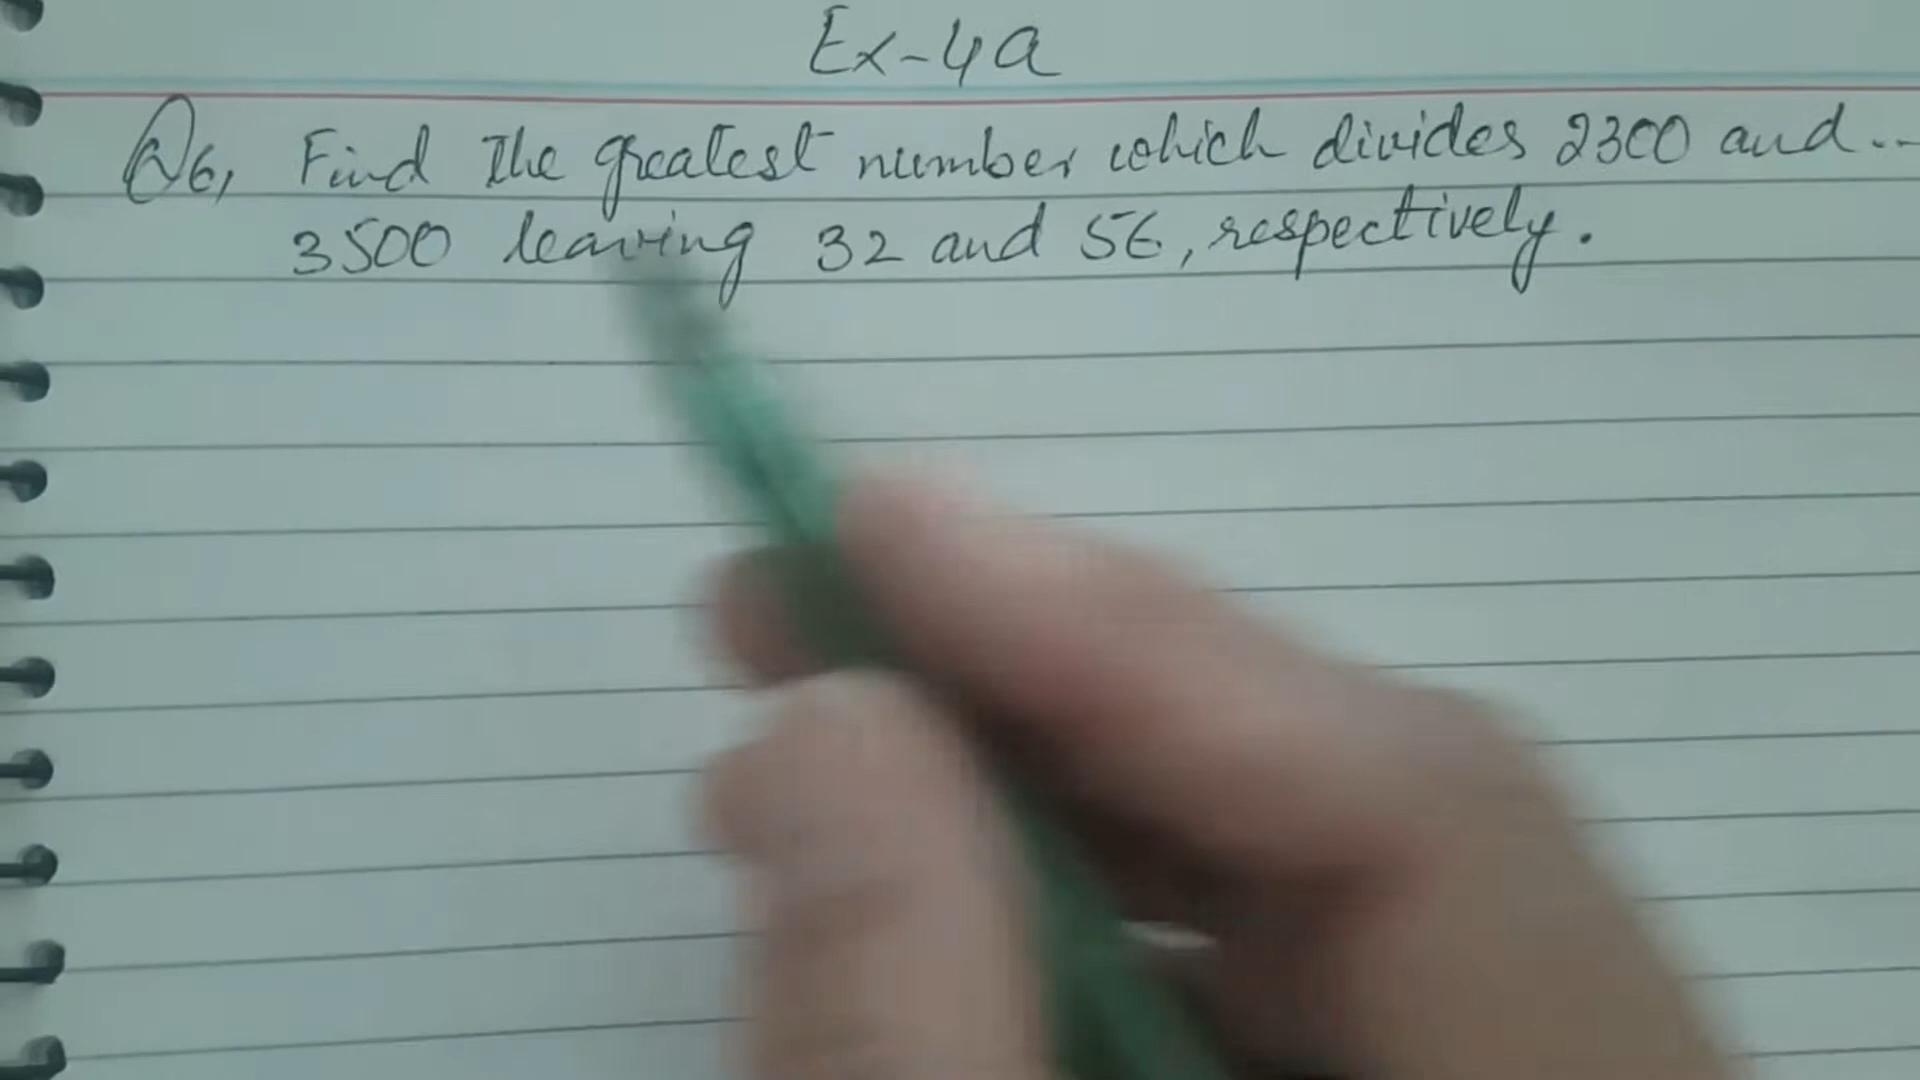 Ex-4a
Q6, Find the greatest number which divides 2300 and...
3500 leaving 32 and 56, respectively.